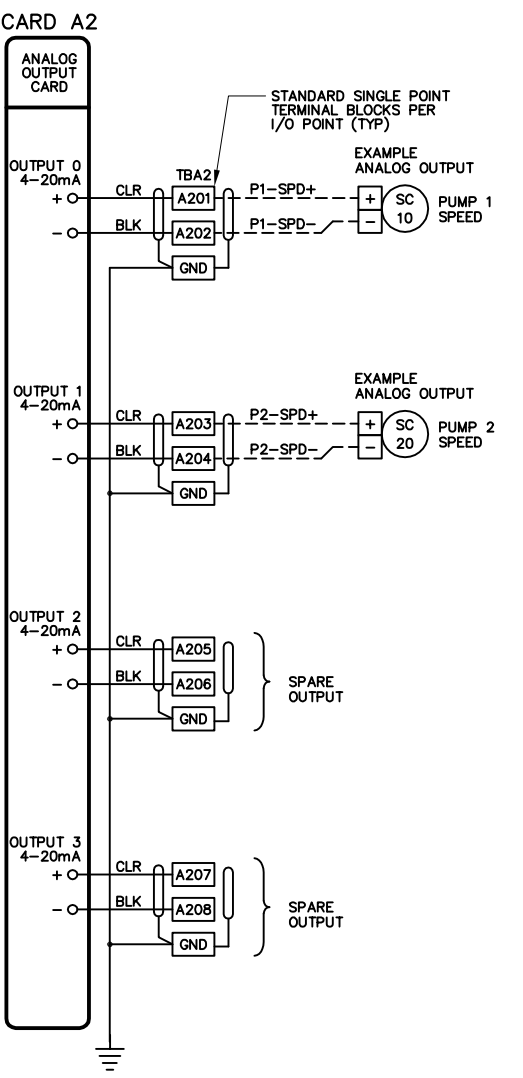 CARD A2
ANALOG
OUTPUT
CARD
STANDARD SINGLE POINT
TERMINAL BLOCKS PER
I/O POINT (TYP)
EXAMPLE
ANALOG OUTPUT
OUTPUT 0
4-20mA
TBA2
+ CLR A201 P1-SPD+ + SC
10 PUMP 1
SPEED
- BLK A202 P1-SPD- -
GND
EXAMPLE
ANALOG OUTPUT
OUTPUT 1
4-20mA
+ CLR A203 P2-SPD+ + SC
20 PUMP 2
SPEED
- BLK A204 P2-SPD- -
GND
OUTPUT 2
4-20mA
+ CLR A205
- BLK A206
SPARE
OUTPUT
GND
OUTPUT 3
4-20mA
+ CLR A207
- BLK A208
SPARE
OUTPUT
GND